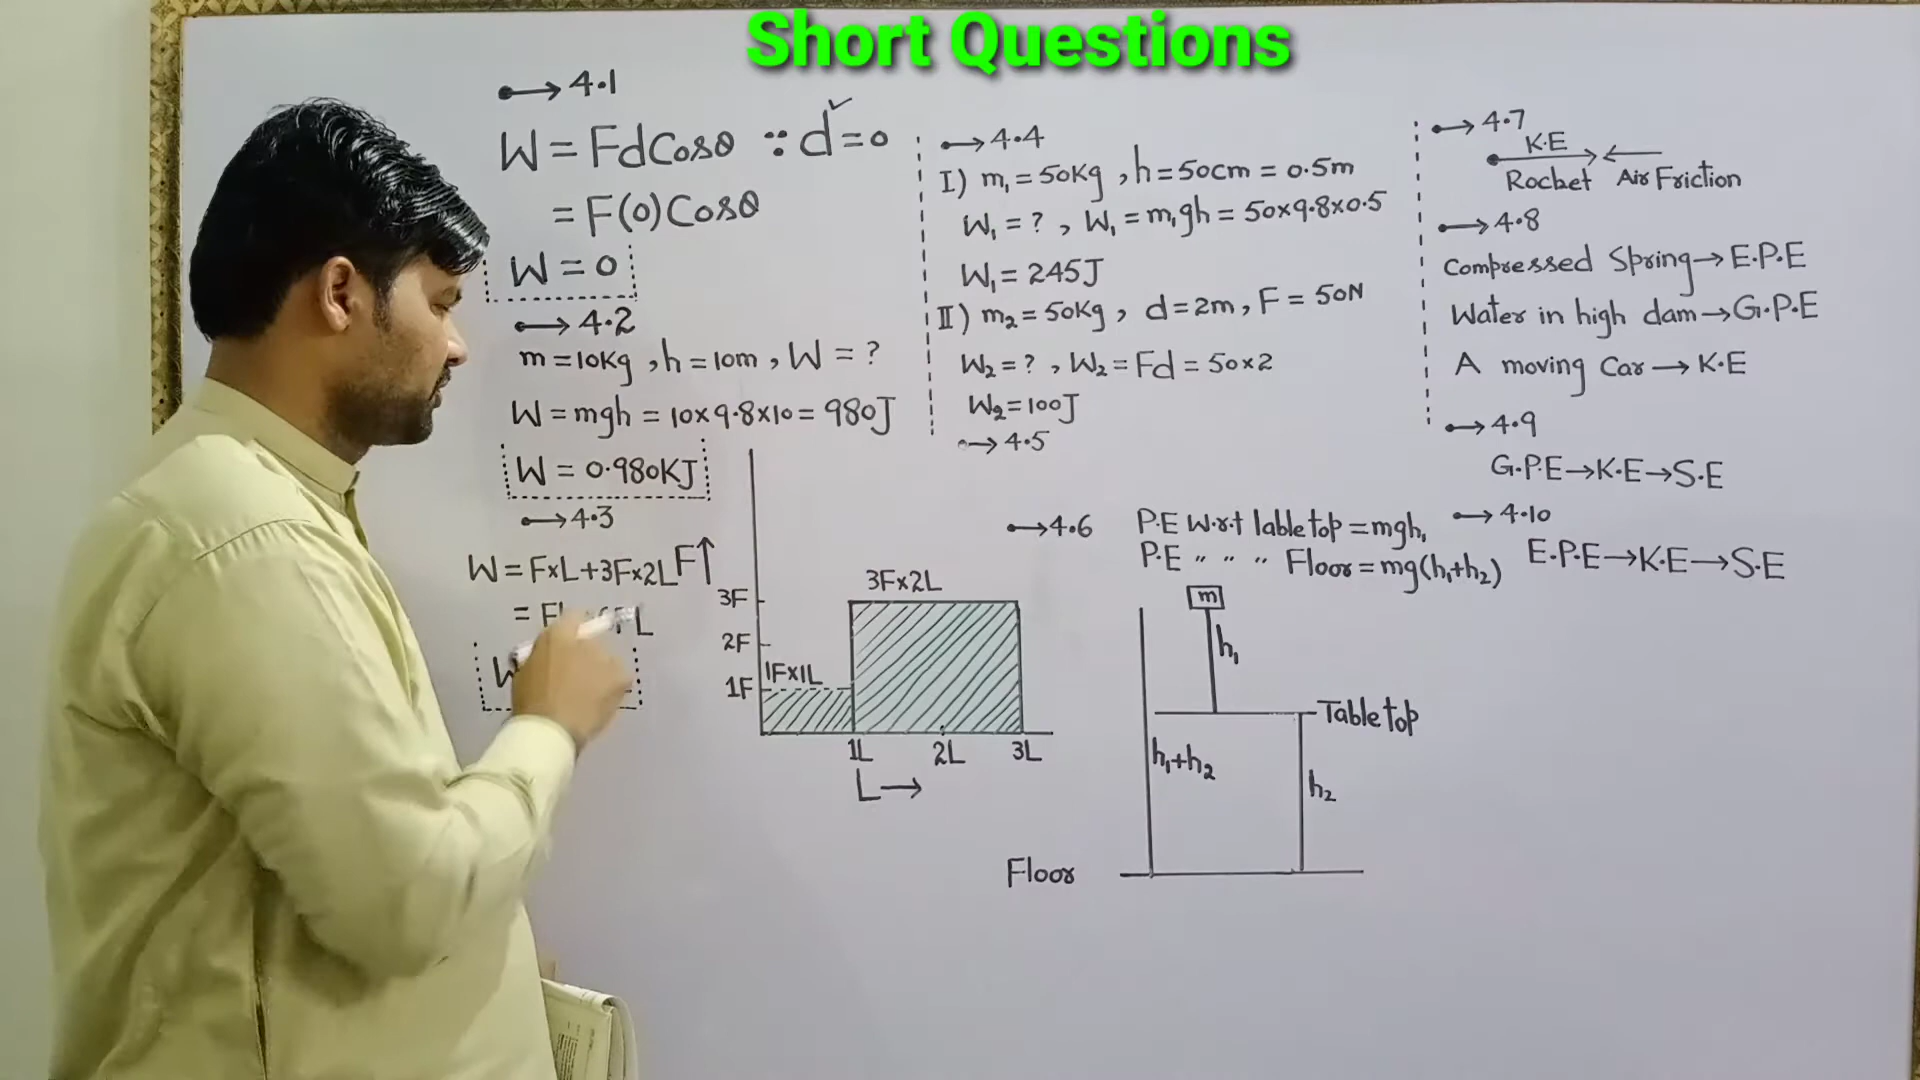 Short Questions
4.1
W = FdCosθ ∵ d = 0
= F(0)Cosθ
W = 0
4.2
m = 10Kg , h = 10m , W = ?
W = mgh = 10×9.8×10 = 980J
W = 0.980KJ
4.3
W = F×L+3F×2L
F↑
3F
2F
1F
1F×1L
3F×2L
1L 2L 3L
L→
4.4
I) m₁ = 50Kg , h = 50cm = 0.5m
W₁ = ? , W₁ = m₁gh = 50×9.8×0.5
W₁ = 245J
II) m₂ = 50Kg , d = 2m , F = 50N
W₂ = ? , W₂ = Fd = 50×2
W₂ = 100J
4.5
4.6 P.E W.r.t Table top = mgh₁
P.E " " " Floor = mg(h₁+h₂)
m
h₁
Table top
h₁+h₂
h₂
Floor
4.7
K.E
Rocket Air Friction
4.8
Compressed Spring→E.P.E
Water in high dam→G.P.E
A moving Car→K.E
4.9
G.P.E→K.E→S.E
4.10
E.P.E→K.E→S.E